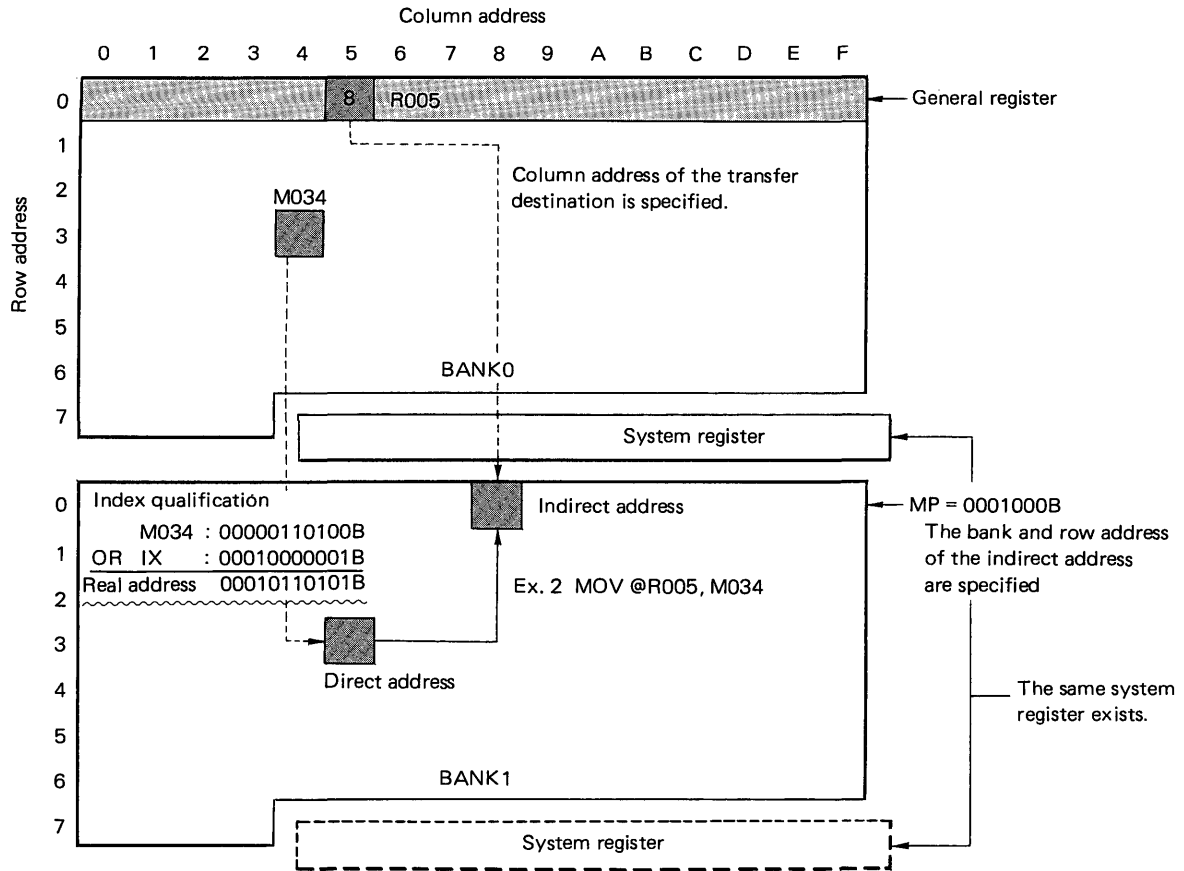 Column address
0 1 2 3 4 5 6 7 8 9 A B C D E F
Row address
0
8
R005
General register
1
Column address of the transfer
destination is specified.
2
M034
3
4
5
6
BANK0
7
System register
0
Index qualification
Indirect address
MP = 0001000B
The bank and row address
of the indirect address
are specified
M034 : 00000110100B
1
OR IX : 00010000001B
Real address 00010110101B
Ex. 2 MOV @R005, M034
2
3
Direct address
4
The same system
register exists.
5
6
BANK1
7
System register